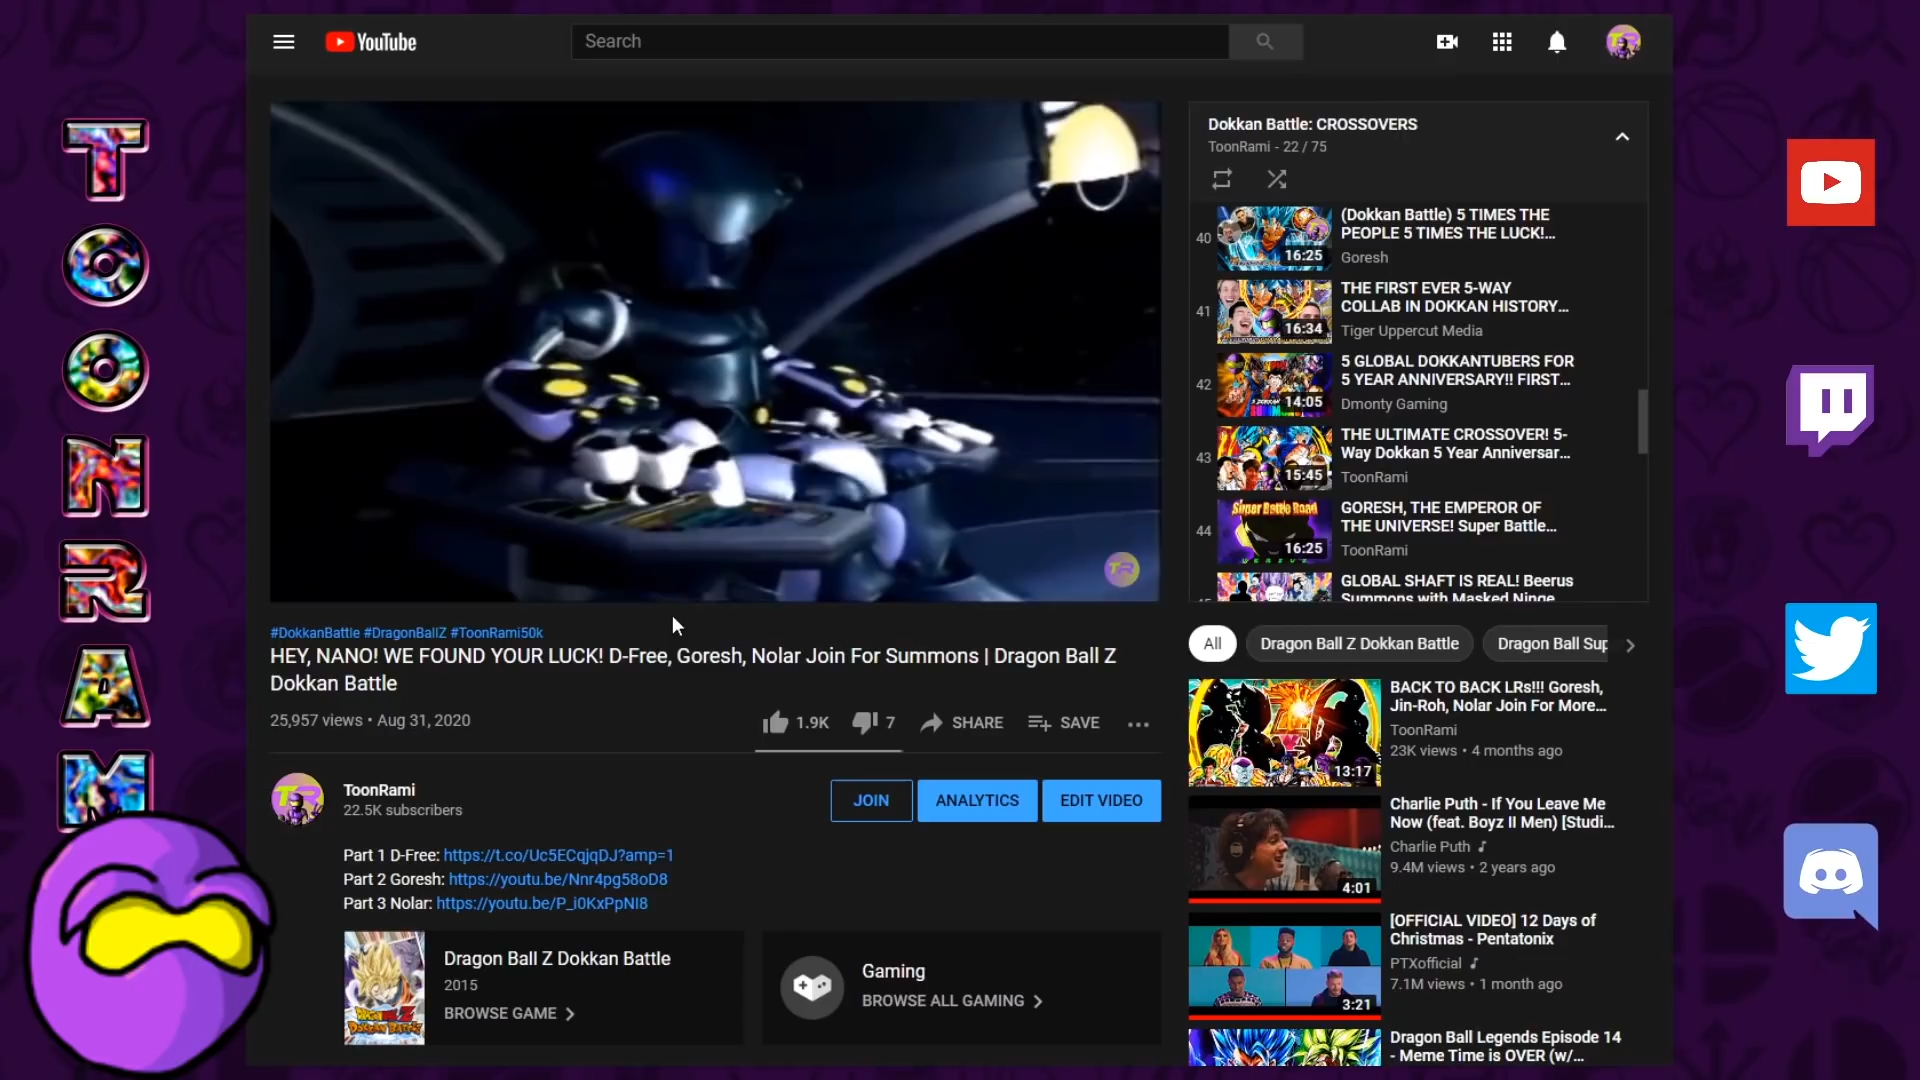 YouTube
Search
T
O
O
N
R
A
M
TR
#DokkanBattle #DragonBallZ #ToonRami50k
HEY, NANO! WE FOUND YOUR LUCK! D-Free, Goresh, Nolar Join For Summons | Dragon Ball Z
Dokkan Battle
25,957 views • Aug 31, 2020
1.9K
7
SHARE
SAVE
ToonRami
22.5K subscribers
JOIN
ANALYTICS
EDIT VIDEO
Part 1 D-Free: https://t.co/Uc5ECqjqDJ?amp=1
Part 2 Goresh: https://youtu.be/Nnr4pg58oD8
Part 3 Nolar: https://youtu.be/P_i0KxPpNI8
Dragon Ball Z Dokkan Battle
2015
BROWSE GAME
Gaming
BROWSE ALL GAMING
Dokkan Battle: CROSSOVERS
ToonRami - 22 / 75
40
16:25
(Dokkan Battle) 5 TIMES THE
PEOPLE 5 TIMES THE LUCK!...
Goresh
41
16:34
THE FIRST EVER 5-WAY
COLLAB IN DOKKAN HISTORY...
Tiger Uppercut Media
42
14:05
5 GLOBAL DOKKANTUBERS FOR
5 YEAR ANNIVERSARY!! FIRST...
Dmonty Gaming
43
15:45
THE ULTIMATE CROSSOVER! 5-
Way Dokkan 5 Year Anniversar...
ToonRami
44
Super Battle Road
16:25
GORESH, THE EMPEROR OF
THE UNIVERSE! Super Battle...
ToonRami
GLOBAL SHAFT IS REAL! Beerus
Summons with Masked Ninge
All
Dragon Ball Z Dokkan Battle
Dragon Ball Sup
13:17
BACK TO BACK LRs!!! Goresh,
Jin-Roh, Nolar Join For More...
ToonRami
23K views • 4 months ago
4:01
Charlie Puth - If You Leave Me
Now (feat. Boyz II Men) [Studi...
Charlie Puth
9.4M views • 2 years ago
3:21
[OFFICIAL VIDEO] 12 Days of
Christmas - Pentatonix
PTXofficial
7.1M views • 1 month ago
Dragon Ball Legends Episode 14
- Meme Time is OVER (w/...